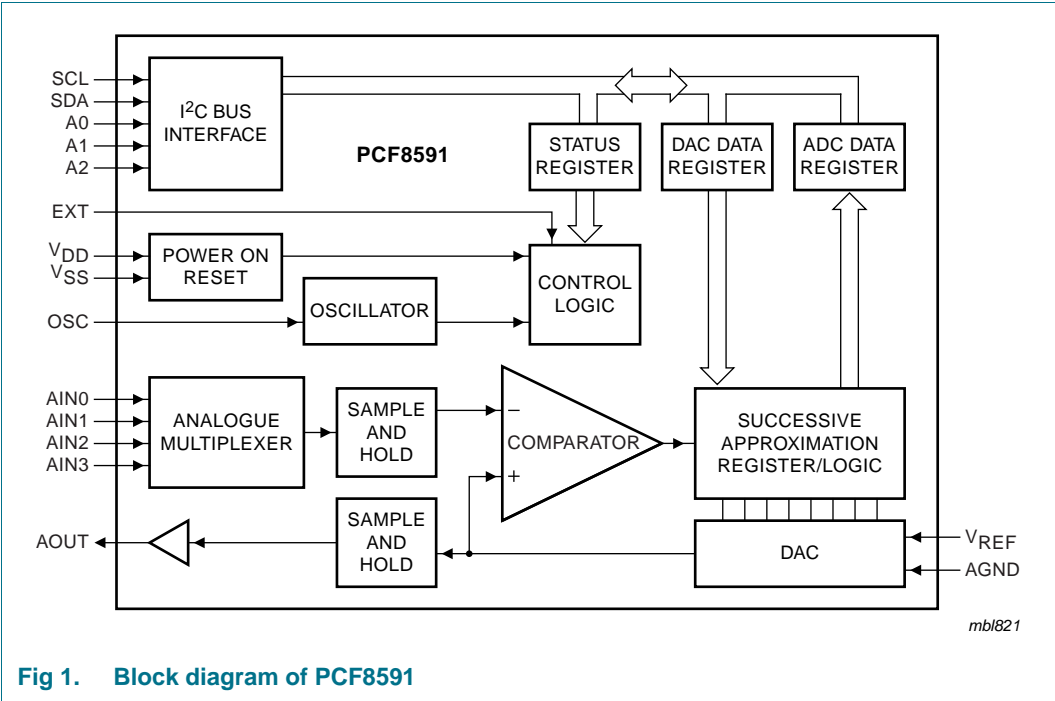 SCL
SDA
A0
A1
A2
I²C BUS
INTERFACE
PCF8591
STATUS
REGISTER
DAC DATA
REGISTER
ADC DATA
REGISTER
EXT
VDD
VSS
POWER ON
RESET
OSC
OSCILLATOR
CONTROL
LOGIC
AIN0
AIN1
AIN2
AIN3
ANALOGUE
MULTIPLEXER
SAMPLE
AND
HOLD
−
COMPARATOR
+
SUCCESSIVE
APPROXIMATION
REGISTER/LOGIC
AOUT
SAMPLE
AND
HOLD
DAC
VREF
AGND
mbl821
Fig 1. Block diagram of PCF8591